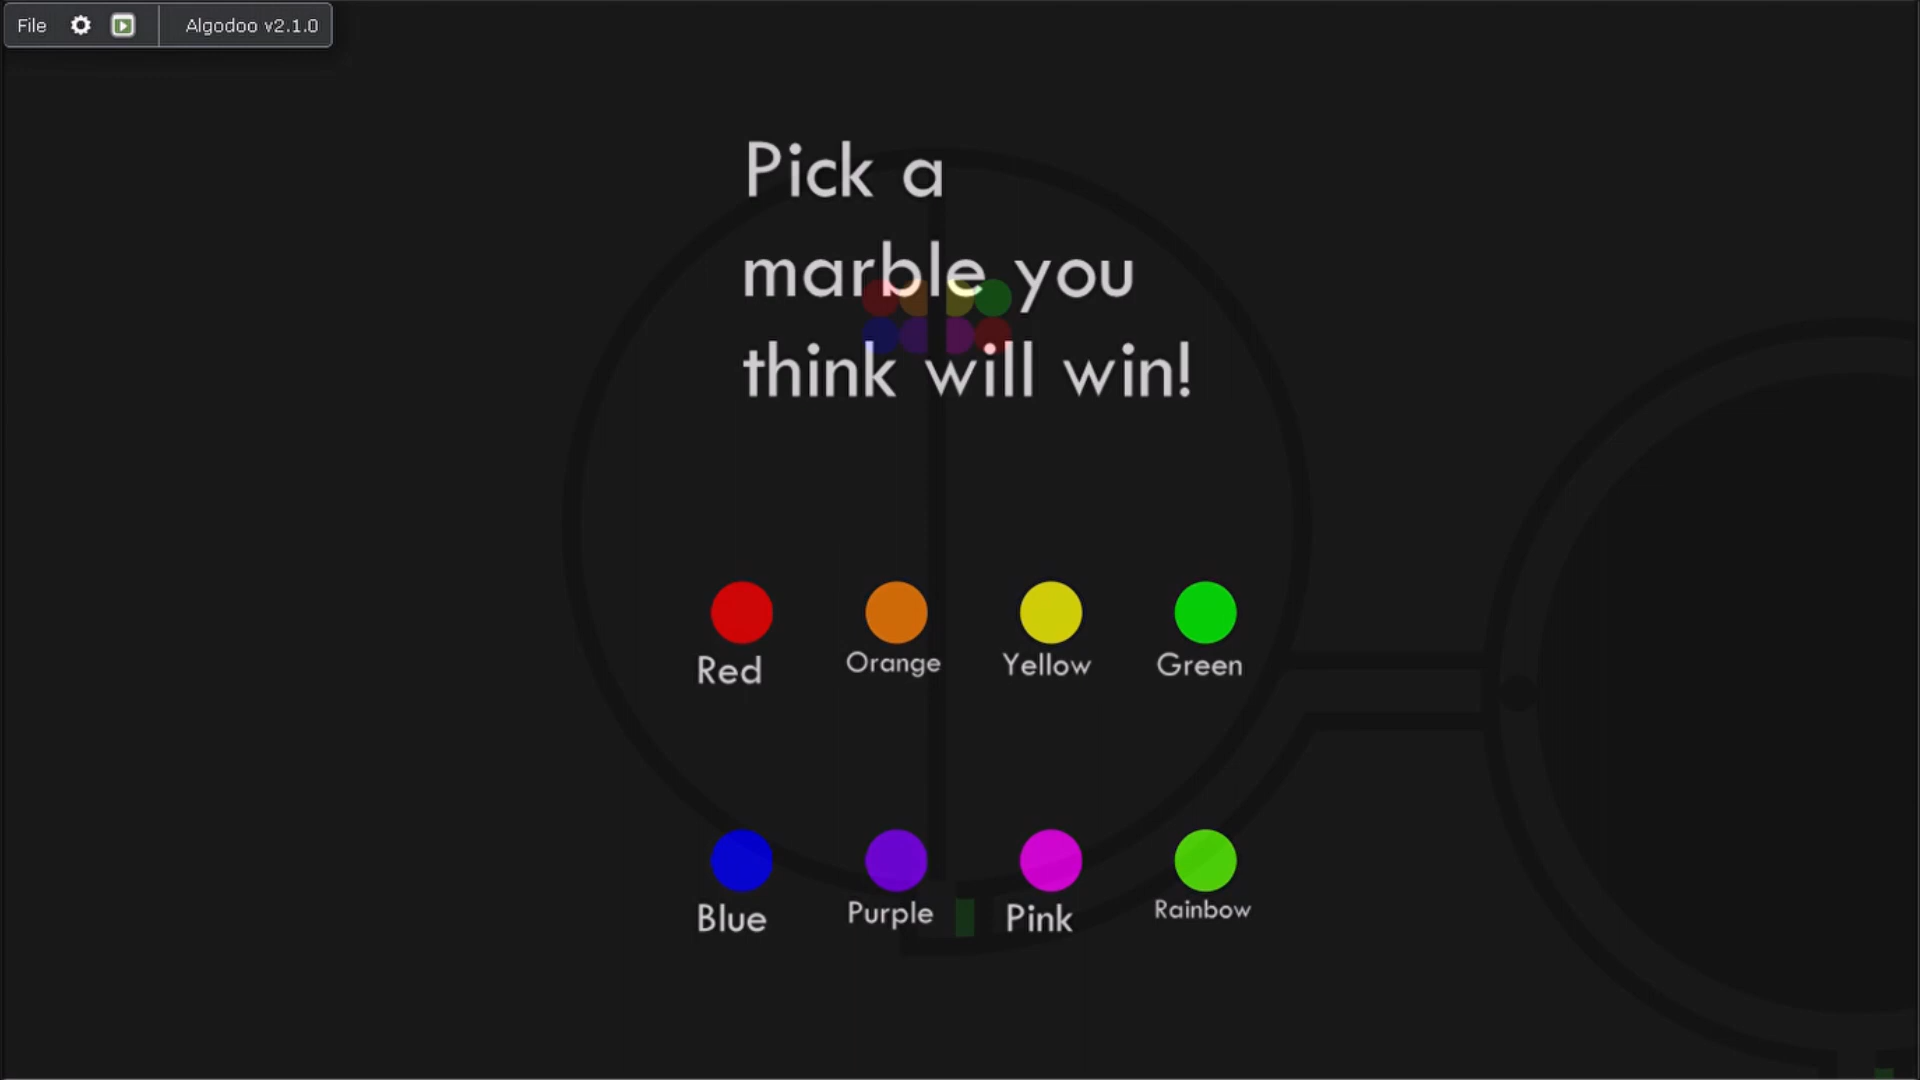 File
Algodoo v2.1.0
Pick a
marble you
think will win!
Red
Orange
Yellow
Green
Blue
Purple
Pink
Rainbow